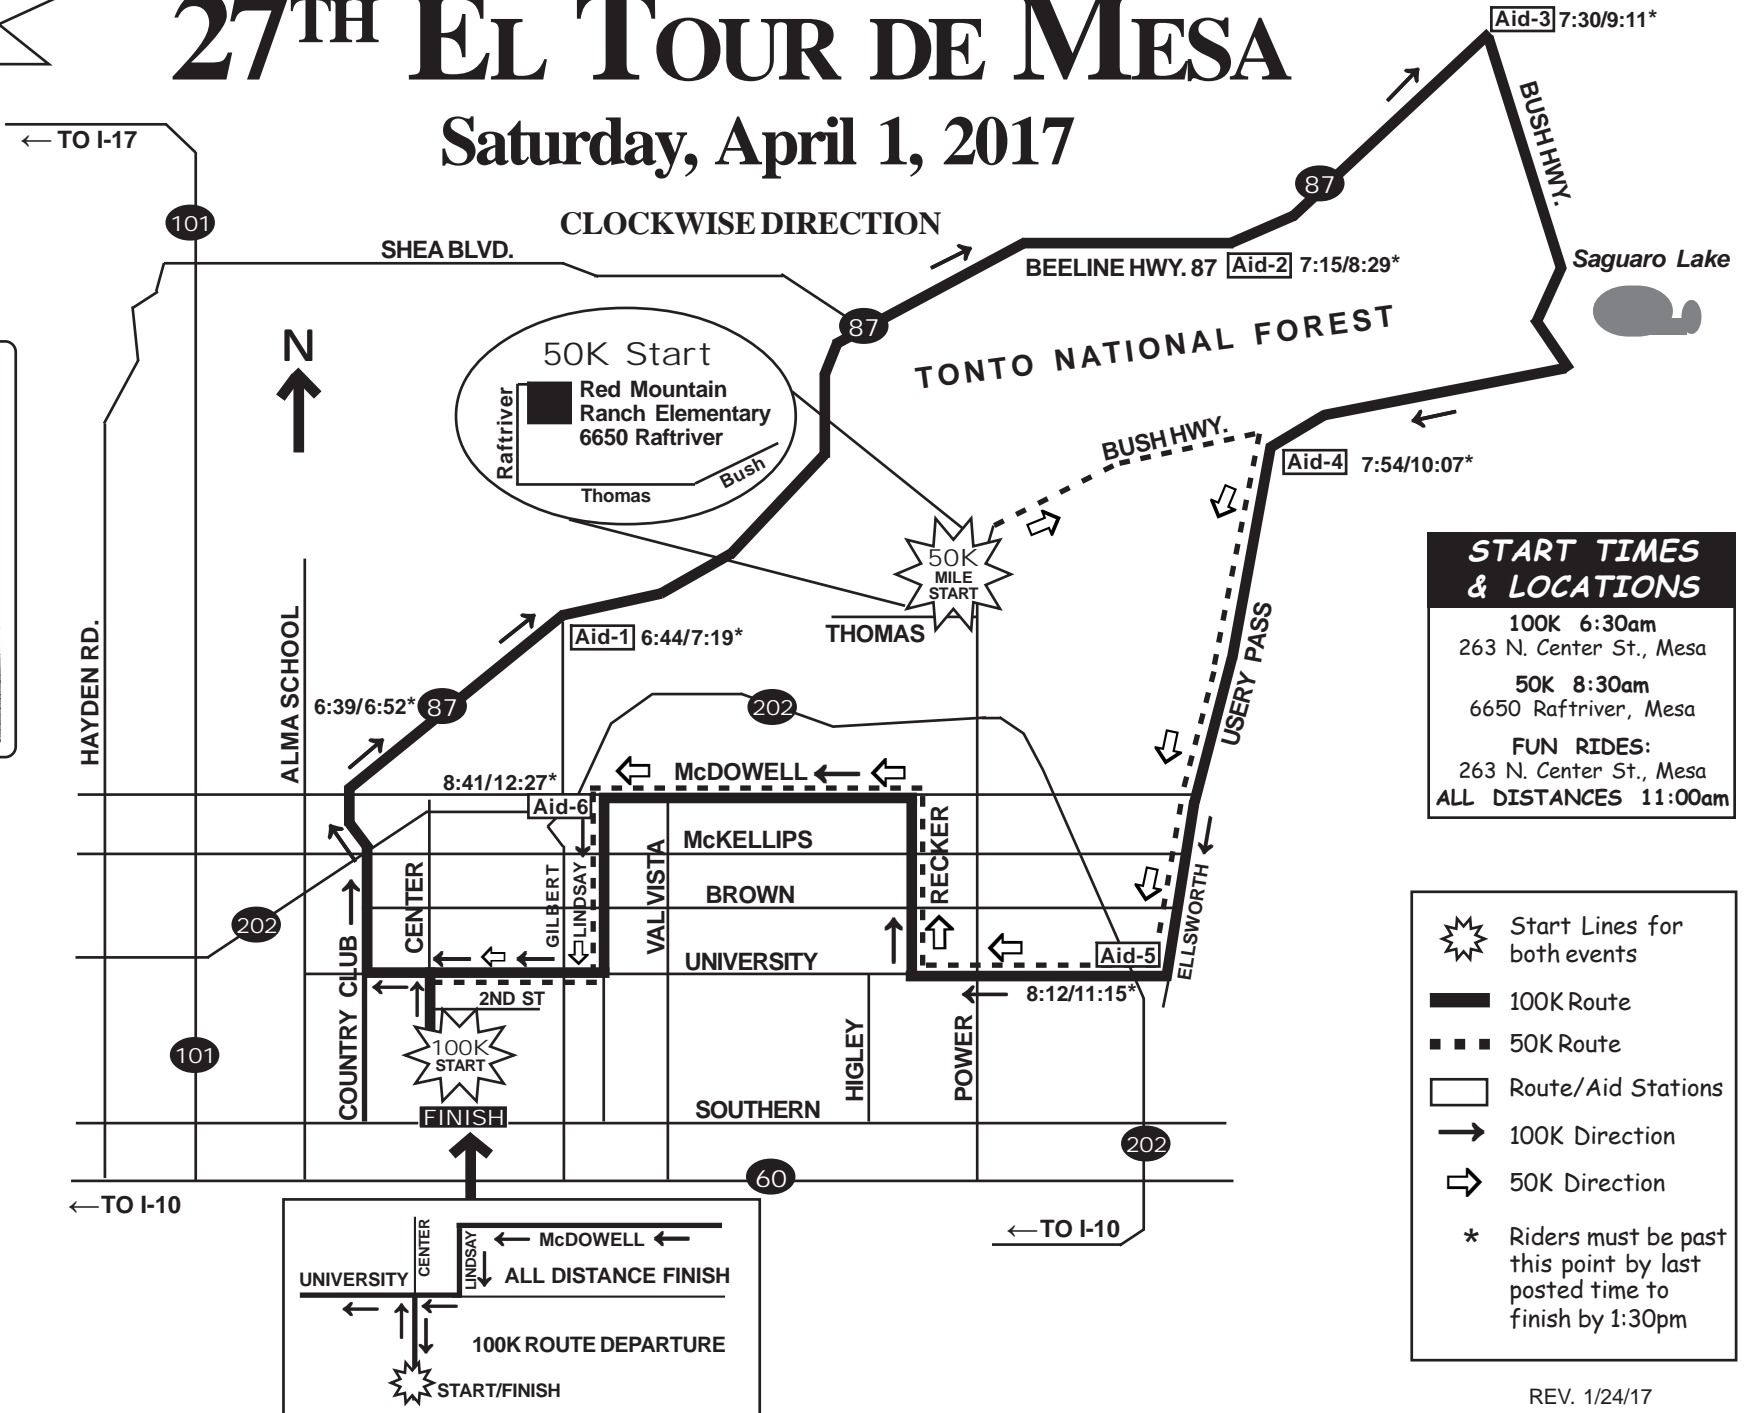 27TH EL TOUR DE MESA
Saturday, April 1, 2017
CLOCKWISE DIRECTION
Aid-3 7:30/9:11*
BUSH HWY.
← TO I-17
101
SHEA BLVD.
87
BEELINE HWY. 87 Aid-2 7:15/8:29*
Saguaro Lake
87
TONTO NATIONAL FOREST
N
50K Start
Raftriver
Red Mountain
Ranch Elementary
6650 Raftriver
Thomas
Bush
BUSH HWY.
Aid-4 7:54/10:07*
50K
MILE
START
THOMAS
Aid-1 6:44/7:19*
HAYDEN RD.
ALMA SCHOOL
6:39/6:52* 87
202
USERY PASS
START TIMES
& LOCATIONS
100K 6:30am
263 N. Center St., Mesa
50K 8:30am
6650 Raftriver, Mesa
FUN RIDES:
263 N. Center St., Mesa
ALL DISTANCES 11:00am
8:41/12:27*
Aid-6
McDOWELL
McKELLIPS
BROWN
UNIVERSITY
CENTER
GILBERT
LINDSAY
VAL VISTA
RECKER
ELLSWORTH
202
Aid-5
8:12/11:15*
COUNTRY CLUB
2ND ST
100K
START
FINISH
101
HIGLEY
POWER
SOUTHERN
202
60
← TO I-10
← TO I-10
Start Lines for
both events
100K Route
50K Route
Route/Aid Stations
100K Direction
50K Direction
* Riders must be past
this point by last
posted time to
finish by 1:30pm
CENTER
LINDSAY
McDOWELL
UNIVERSITY
ALL DISTANCE FINISH
100K ROUTE DEPARTURE
START/FINISH
REV. 1/24/17